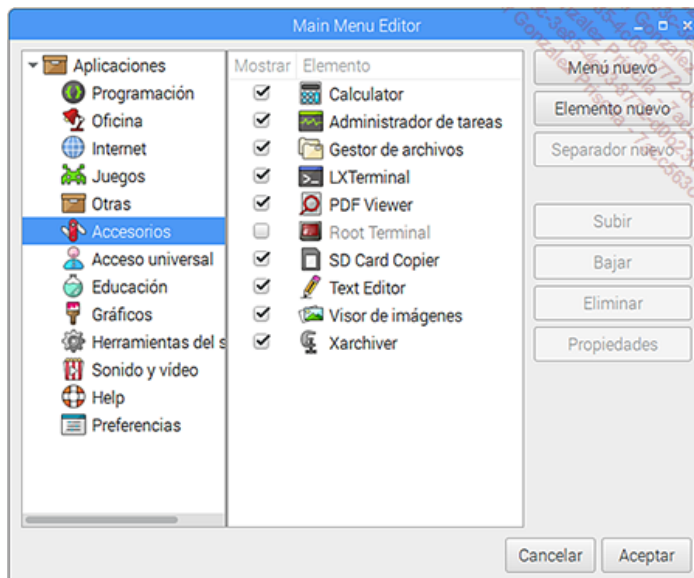 Main Menu Editor
Aplicaciones
Programación
Oficina
Internet
Juegos
Otras
Accesorios
Acceso universal
Educación
Gráficos
Herramientas del s
Sonido y vídeo
Help
Preferencias
Mostrar Elemento
Calculator
Administrador de tareas
Gestor de archivos
LXTerminal
PDF Viewer
Root Terminal
SD Card Copier
Text Editor
Visor de imágenes
Xarchiver
Menú nuevo
Elemento nuevo
Separador nuevo
Subir
Bajar
Eliminar
Propiedades
Cancelar Aceptar